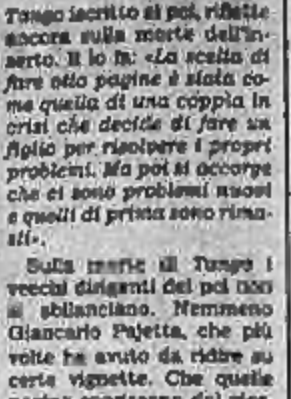 Tango iscritto al pci, riflette
ancora sulla morte dell'in-
serto. E lo fa: «La scelta di
fare otto pagine è stata co-
me quella di una coppia in
crisi che decide di fare un
figlio per risolvere i propri
problemi. Ma poi si accorge
che ci sono problemi nuovi
e quelli di prima sono rima-
sti».
Sulla morte di Tango i
vecchi dirigenti del pci non
si sbilanciano. Nemmeno
Giancarlo Pajetta, che più
volte ha avuto da ridire su
certe vignette. Che quelle